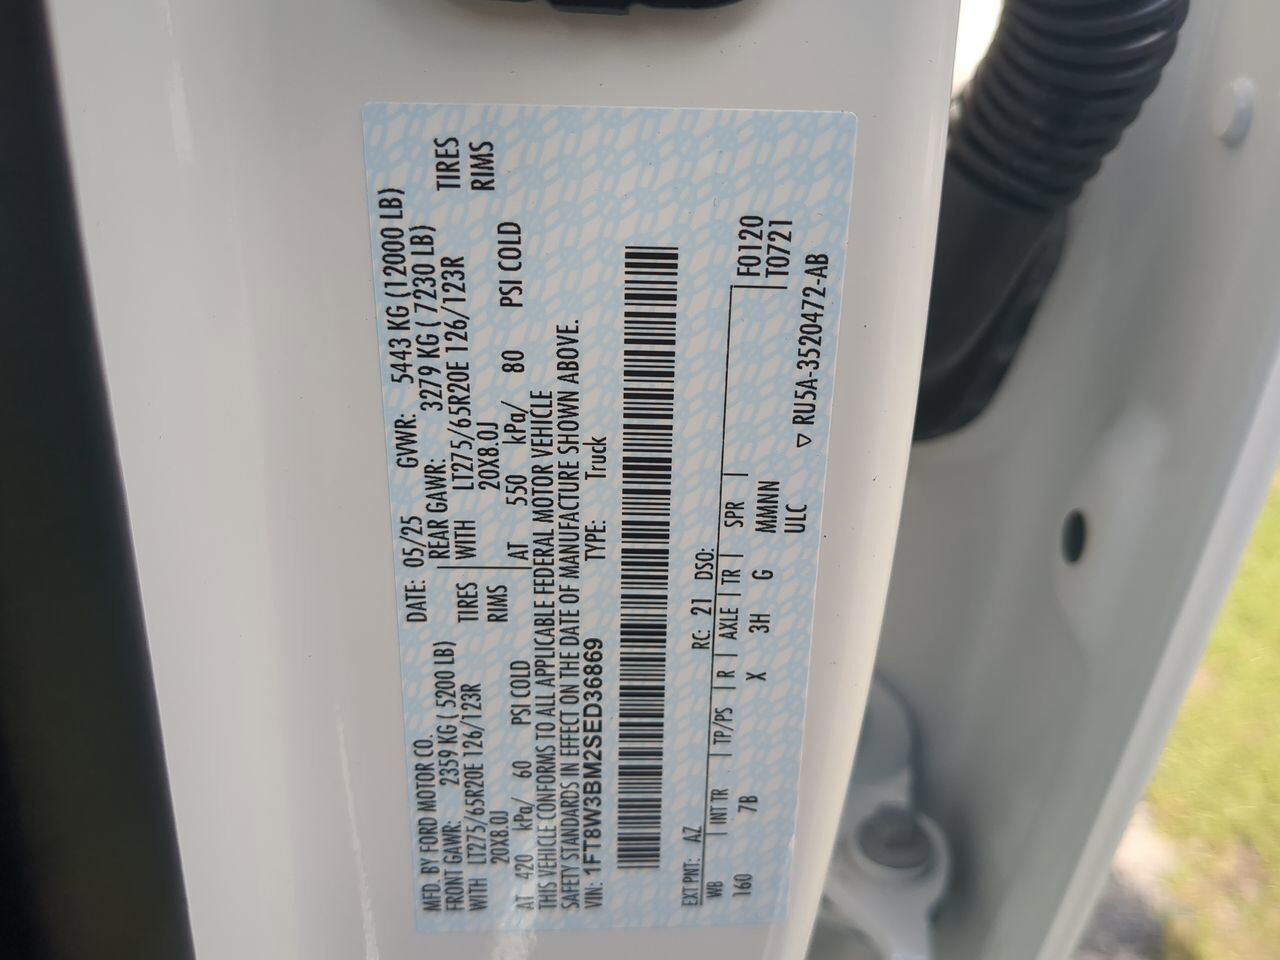 MFD. BY FORD MOTOR CO.
DATE: 05/25 GVWR: 5443 KG (12000 LB)
FRONT GAWR: 2359 KG ( 5200 LB) REAR GAWR: 3279 KG ( 7230 LB)
WITH LT275/65R20E 126/123R TIRES WITH LT275/65R20E 126/123R TIRES
20X8.0J RIMS 20X8.0J RIMS
AT 420 kPa/ 60 PSI COLD AT 550 kPa/ 80 PSI COLD
THIS VEHICLE CONFORMS TO ALL APPLICABLE FEDERAL MOTOR VEHICLE
SAFETY STANDARDS IN EFFECT ON THE DATE OF MANUFACTURE SHOWN ABOVE.
VIN: 1FT8W3BM2SED36869 TYPE: Truck
EXT PNT: AZ RC: 21 DSO: F0120
WB INT TR TP/PS R AXLE TR SPR T0721
160 7B X 3H G MMNN
ULC ▽ RU5A-3520472-AB